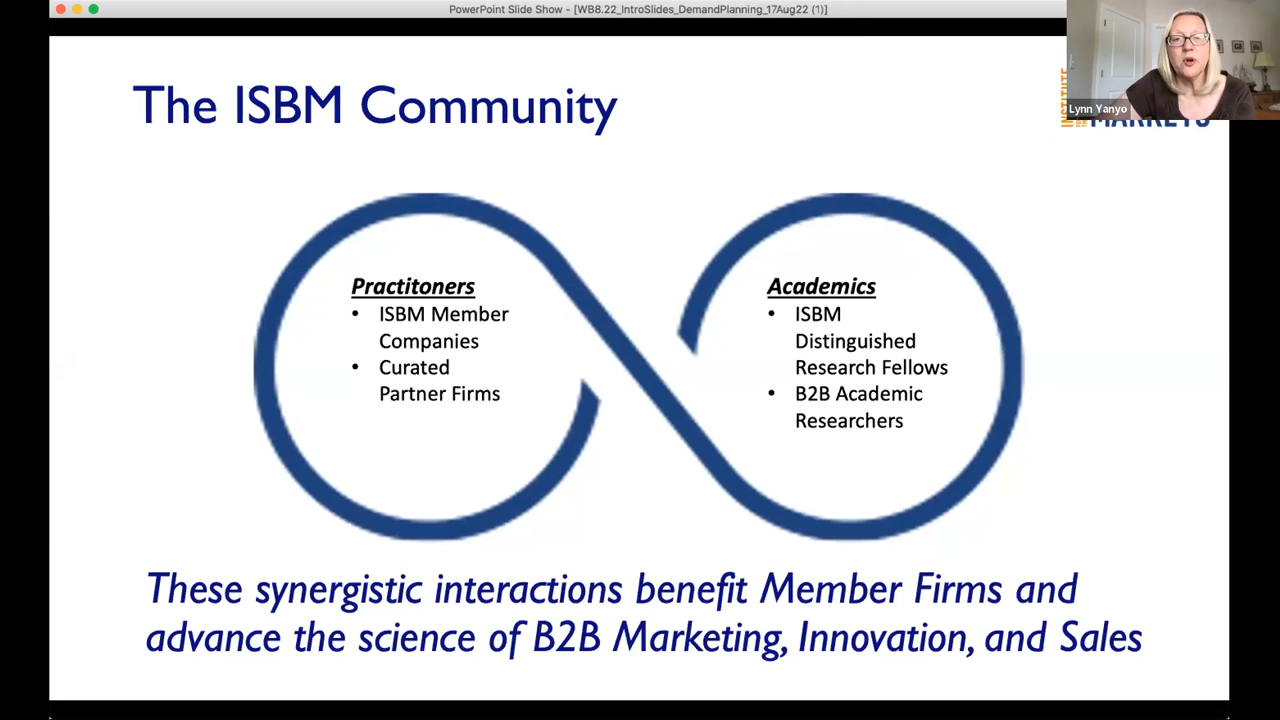 PowerPoint Slide Show - [WB8.22_IntroSlides_DemandPlanning_17Aug22 (1)]
Lynn Yanyo
The ISBM Community
INSTITUTE
MARKETS
Practitoners
• ISBM Member
Companies
• Curated
Partner Firms
Academics
• ISBM
Distinguished
Research Fellows
• B2B Academic
Researchers
These synergistic interactions benefit Member Firms and
advance the science of B2B Marketing, Innovation, and Sales